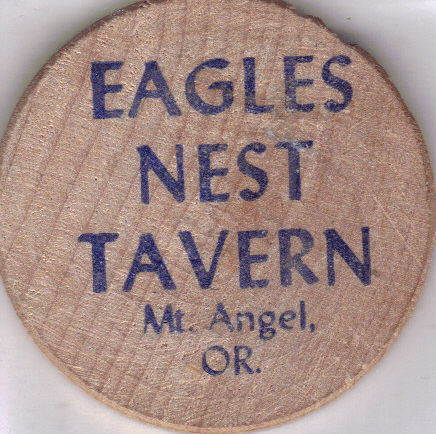 EAGLES
NEST
TAVERN
Mt. Angel,
OR.